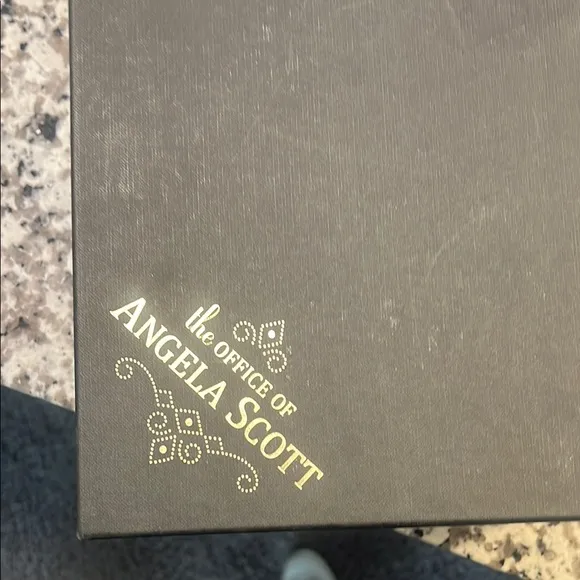 the OFFICE OF
ANGELA SCOTT